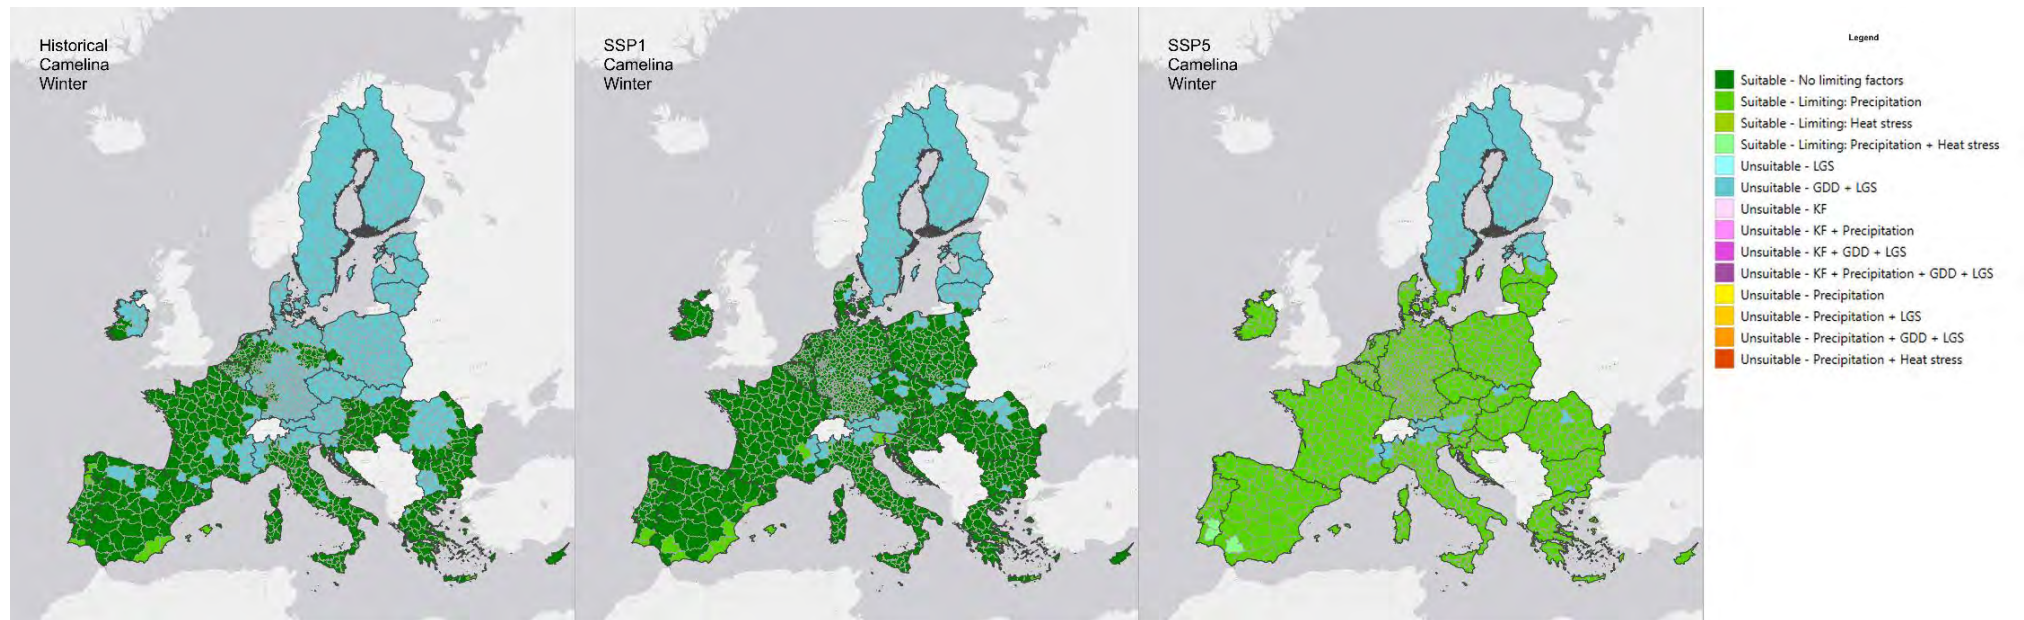 Historical
Camelina
Winter
SSP1
Camelina
Winter
SSP5
Camelina
Winter
Legend
Suitable - No limiting factors
Suitable - Limiting: Precipitation
Suitable - Limiting: Heat stress
Suitable - Limiting: Precipitation + Heat stress
Unsuitable - LGS
Unsuitable - GDD + LGS
Unsuitable - KF
Unsuitable - KF + Precipitation
Unsuitable - KF + GDD + LGS
Unsuitable - KF + Precipitation + GDD + LGS
Unsuitable - Precipitation
Unsuitable - Precipitation + LGS
Unsuitable - Precipitation + GDD + LGS
Unsuitable - Precipitation + Heat stress